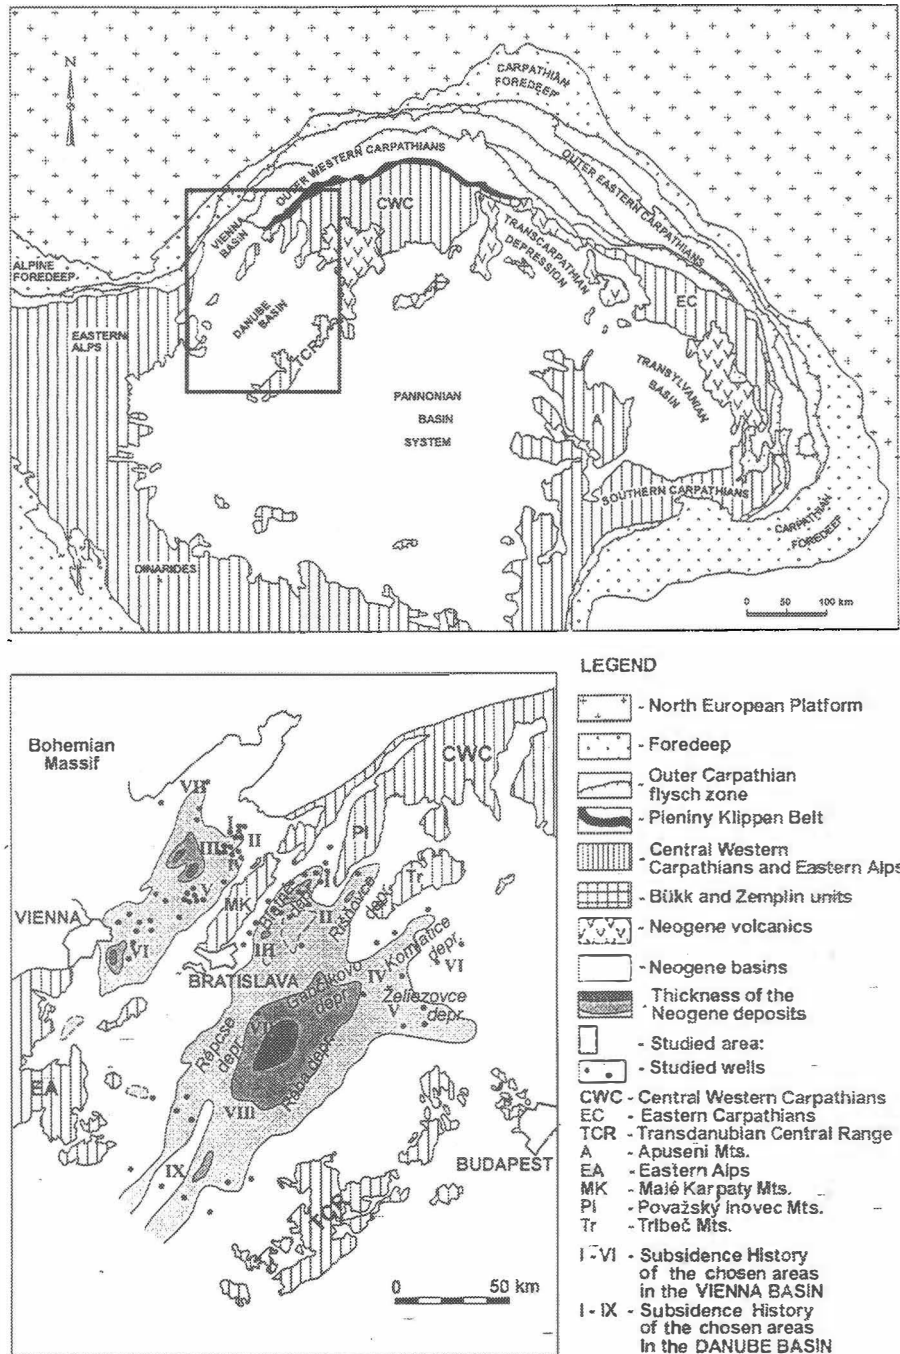 N
CARPATHIAN
FOREDEEP
OUTER WESTERN CARPATHIANS
OUTER EASTERN CARPATHIANS
CWC
VIENNA
BASIN
ALPINE
FOREDEEP
TRANSCARPATHIAN
DEPRESSION
EASTERN
ALPS
DANUBE
BASIN
TCR
EC
TRANSYLVANIAN
BASIN
PANNONIAN
BASIN
SYSTEM
A
SOUTHERN CARPATHIANS
CARPATHIAN
FOREDEEP
DINARIDES
0 50 100 km
Bohemian
Massif
CWC
VII
I
II
III
IV
V
VI
VIENNA
MK
PI
Tr
I
II
III
Rišňovce
depr.
BRATISLAVA
Komjatice
depr.
VI
IV
Gabčíkovo
depr.
V
Želiezovce
depr.
Répcse
depr.
VII
Rába depr.
VIII
EA
IX
BUDAPEST
TCR
0 50 km
LEGEND
- North European Platform
- Foredeep
- Outer Carpathian
flysch zone
- Pieniny Klippen Belt
- Central Western
Carpathians and Eastern Alps
- Bükk and Zemplin units
- Neogene volcanics
- Neogene basins
- Thickness of the
Neogene deposits
- Studied area:
- Studied wells
CWC - Central Western Carpathians
EC - Eastern Carpathians
TCR - Transdanubian Central Range
A - Apuseni Mts.
EA - Eastern Alps
MK - Malé Karpaty Mts.
PI - Považský Inovec Mts.
Tr - Tribeč Mts.
I - VI - Subsidence History
of the chosen areas
in the VIENNA BASIN
I - IX - Subsidence History
of the chosen areas
in the DANUBE BASIN